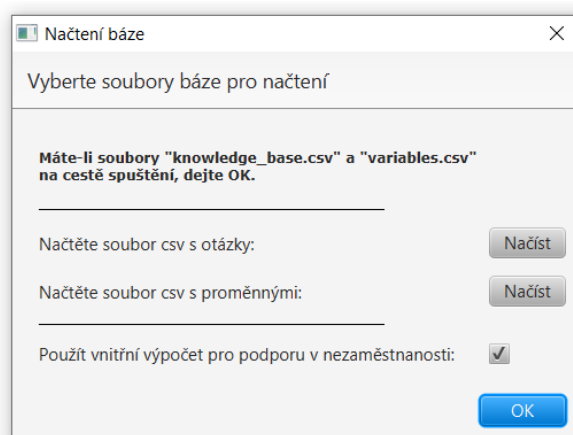 Načtení báze
Vyberte soubory báze pro načtení
Máte-li soubory "knowledge_base.csv" a "variables.csv"
na cestě spuštění, dejte OK.
Načtěte soubor csv s otázky: Načíst
Načtěte soubor csv s proměnnými: Načíst
Použít vnitřní výpočet pro podporu v nezaměstnanosti:
OK